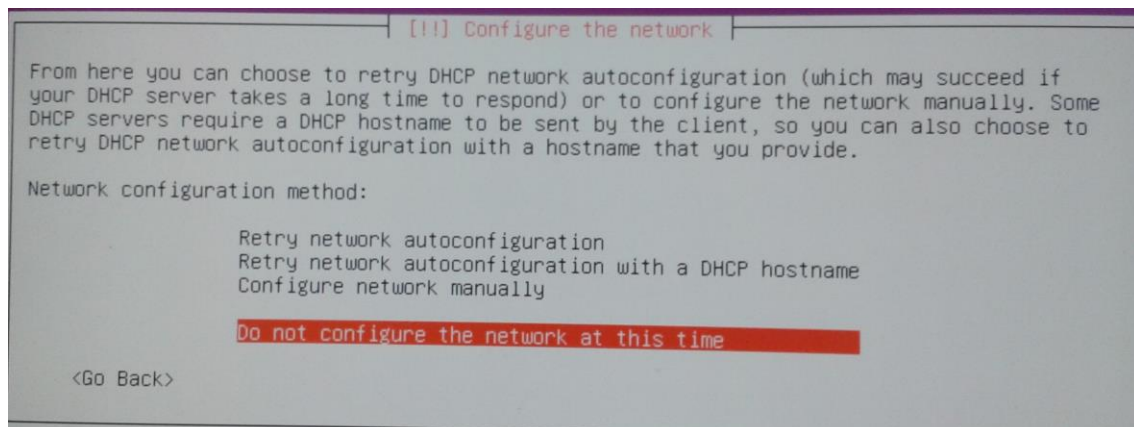 [!!] Configure the network
From here you can choose to retry DHCP network autoconfiguration (which may succeed if
your DHCP server takes a long time to respond) or to configure the network manually. Some
DHCP servers require a DHCP hostname to be sent by the client, so you can also choose to
retry DHCP network autoconfiguration with a hostname that you provide.
Network configuration method:
Retry network autoconfiguration
Retry network autoconfiguration with a DHCP hostname
Configure network manually
Do not configure the network at this time
<Go Back>